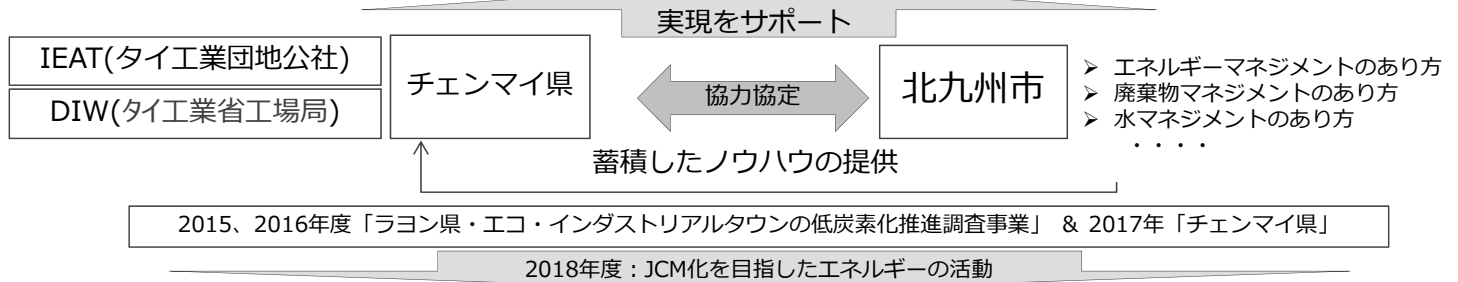 実現をサポート
IEAT(タイ工業団地公社)
DIW(タイ工業省工場局)
チェンマイ県
協力協定
北九州市
➢ エネルギーマネジメントのあり方
➢ 廃棄物マネジメントのあり方
➢ 水マネジメントのあり方
・・・・
蓄積したノウハウの提供
2015、2016年度「ラヨン県・エコ・インダストリアルタウンの低炭素化推進調査事業」 & 2017年「チェンマイ県」
2018年度：JCM化を目指したエネルギーの活動